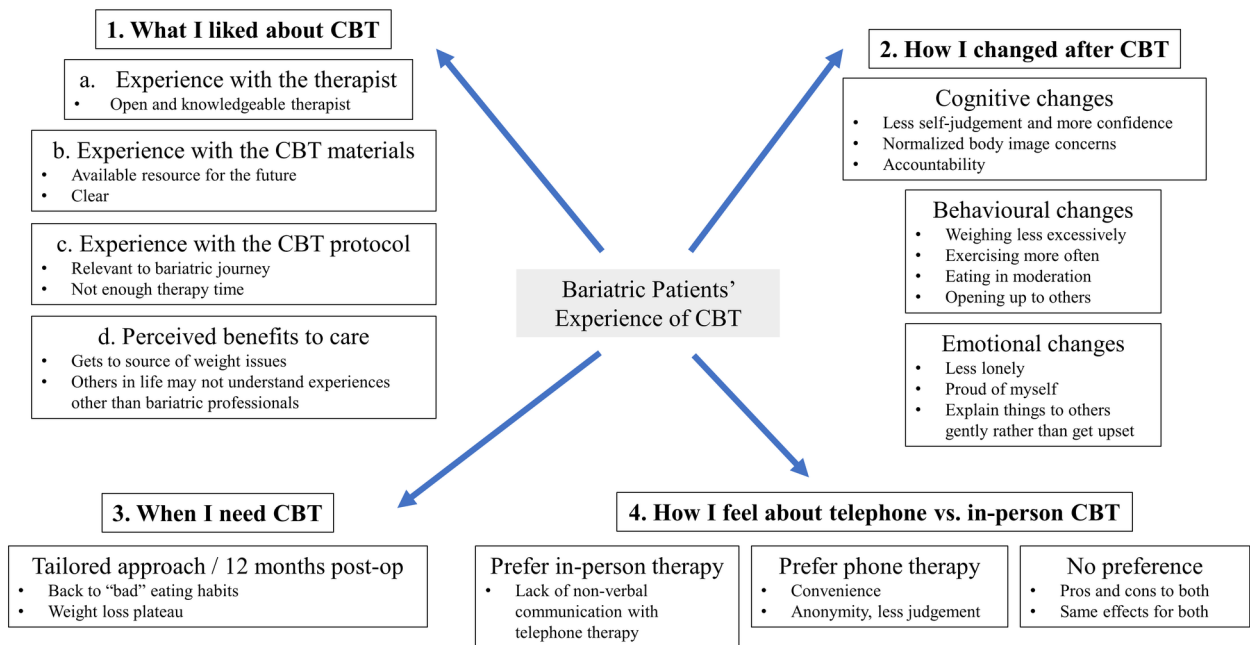 1. What I liked about CBT
a. Experience with the therapist
• Open and knowledgeable therapist
b. Experience with the CBT materials
• Available resource for the future
• Clear
c. Experience with the CBT protocol
• Relevant to bariatric journey
• Not enough therapy time
d. Perceived benefits to care
• Gets to source of weight issues
• Others in life may not understand experiences
other than bariatric professionals
2. How I changed after CBT
Cognitive changes
• Less self-judgement and more confidence
• Normalized body image concerns
• Accountability
Behavioural changes
• Weighing less excessively
• Exercising more often
• Eating in moderation
• Opening up to others
Emotional changes
• Less lonely
• Proud of myself
• Explain things to others
gently rather than get upset
Bariatric Patients’
Experience of CBT
3. When I need CBT
Tailored approach / 12 months post-op
• Back to “bad” eating habits
• Weight loss plateau
4. How I feel about telephone vs. in-person CBT
Prefer in-person therapy
• Lack of non-verbal
communication with
telephone therapy
Prefer phone therapy
• Convenience
• Anonymity, less judgement
No preference
• Pros and cons to both
• Same effects for both